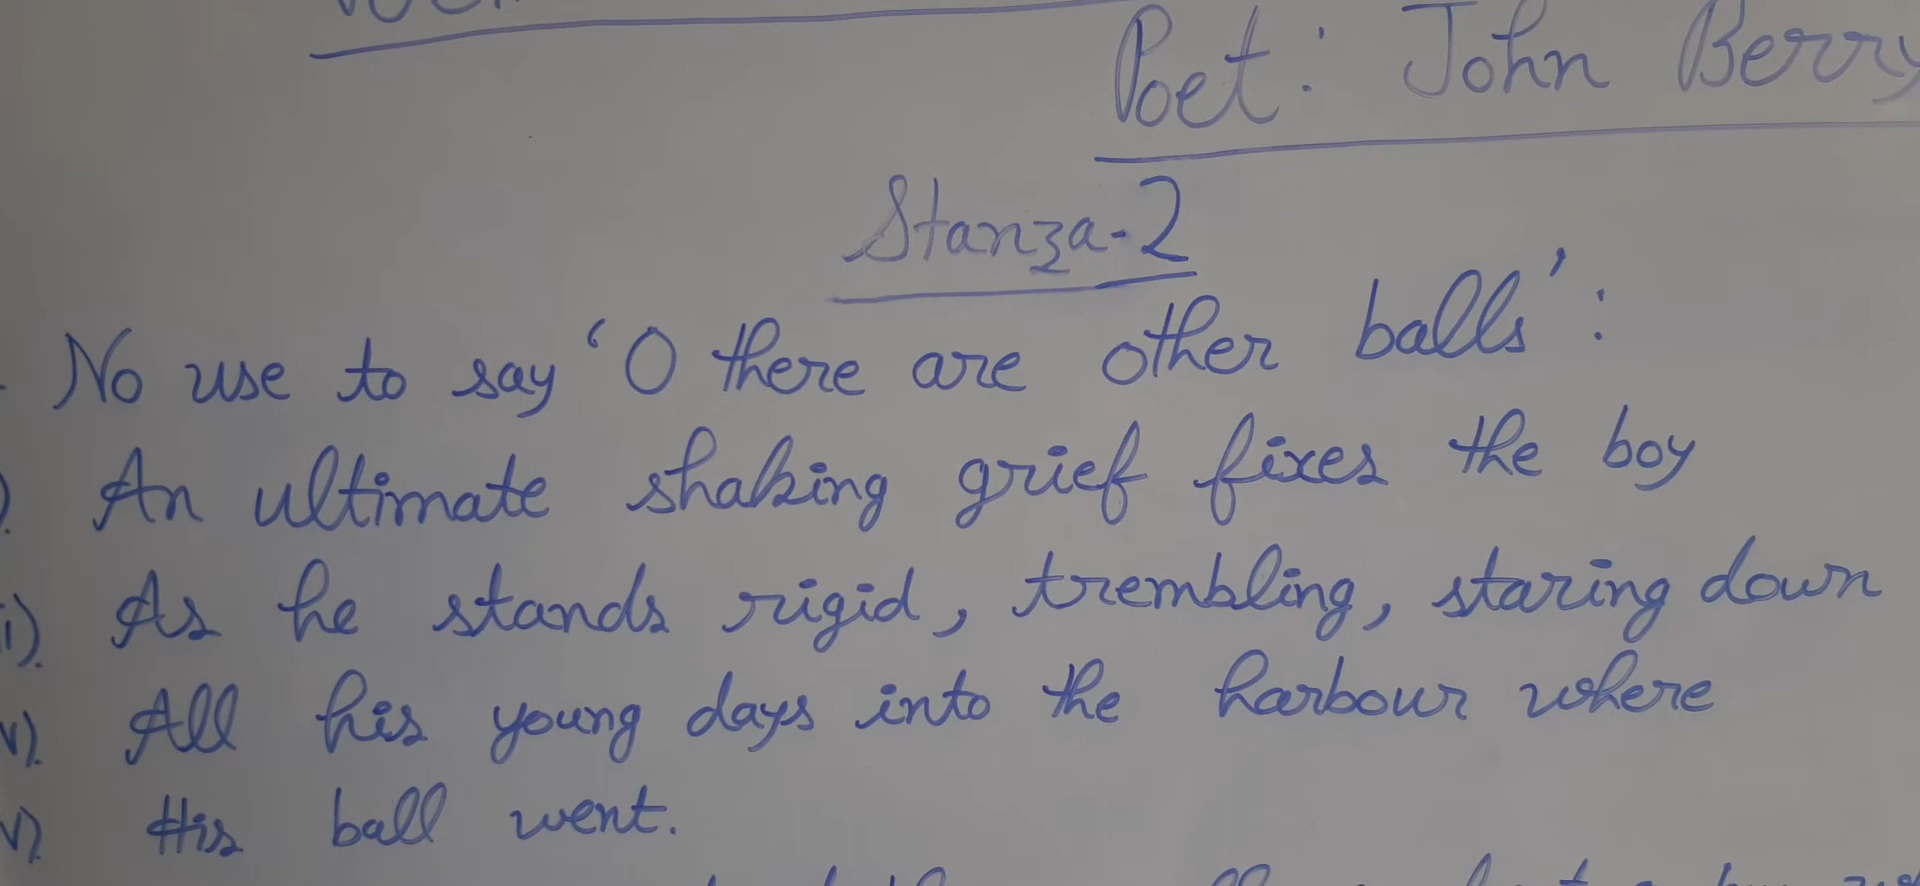 Poet: John Berry
Stanza-2
No use to say 'O there are other balls':
An ultimate shaking grief fixes the boy
i). As he stands rigid, trembling, staring down
v). All his young days into the harbour where
v) His ball went.